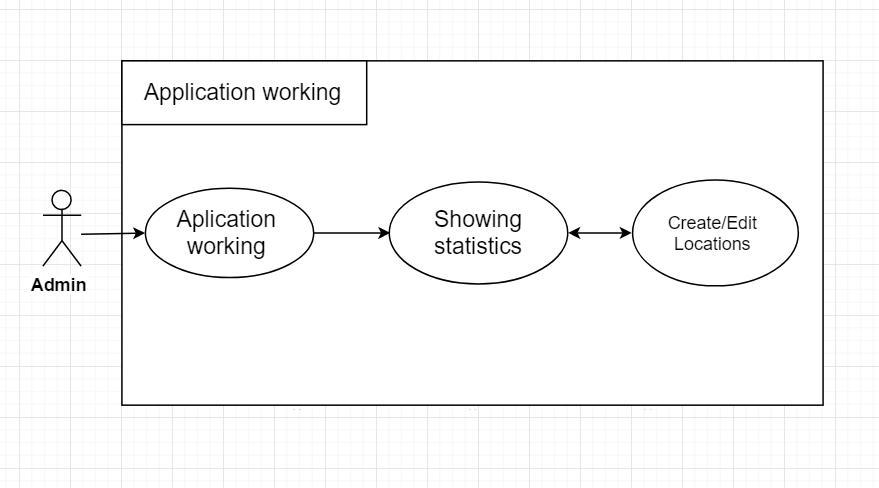 Application working
Aplication
working
Showing
statistics
Create/Edit
Locations
Admin